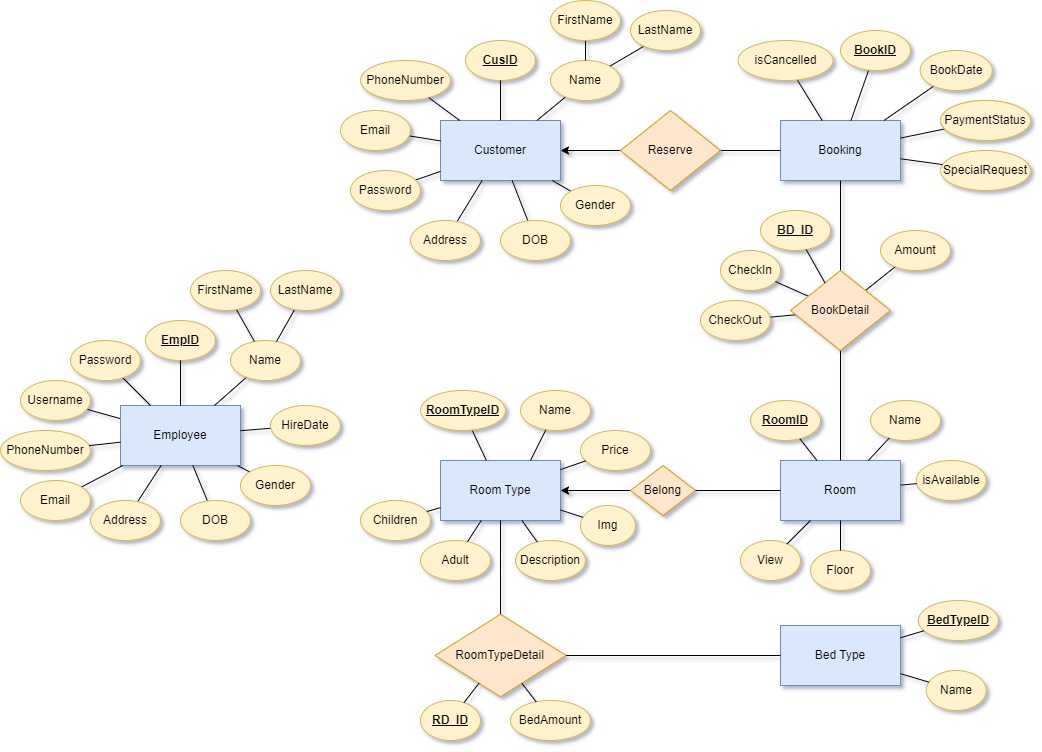 FirstName
LastName
CusID
Name
PhoneNumber
Email
Customer
Password
Address
DOB
Gender
Reserve
isCancelled
BookID
BookDate
PaymentStatus
Booking
SpecialRequest
BD_ID
Amount
CheckIn
CheckOut
BookDetail
FirstName
LastName
EmpID
Password
Name
Username
Employee
HireDate
PhoneNumber
Email
Address
DOB
Gender
RoomTypeID
Name
Price
Room Type
Belong
Children
Img
Adult
Description
RoomID
Name
Room
isAvailable
View
Floor
RoomTypeDetail
RD_ID
BedAmount
BedTypeID
Bed Type
Name